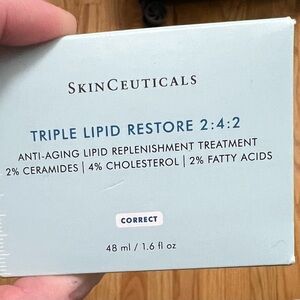 SKINCEUTICALS
TRIPLE LIPID RESTORE 2:4:2
ANTI-AGING LIPID REPLENISHMENT TREATMENT
2% CERAMIDES | 4% CHOLESTEROL | 2% FATTY ACIDS
CORRECT
48 ml / 1.6 fl oz